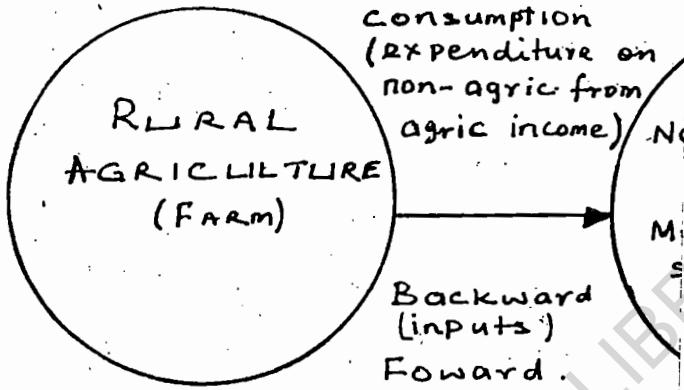 RURAL
AGRICULTURE
(FARM)
Consumption
(expenditure on
non-agric from
agric income)
Backward
(inputs)
Foward.